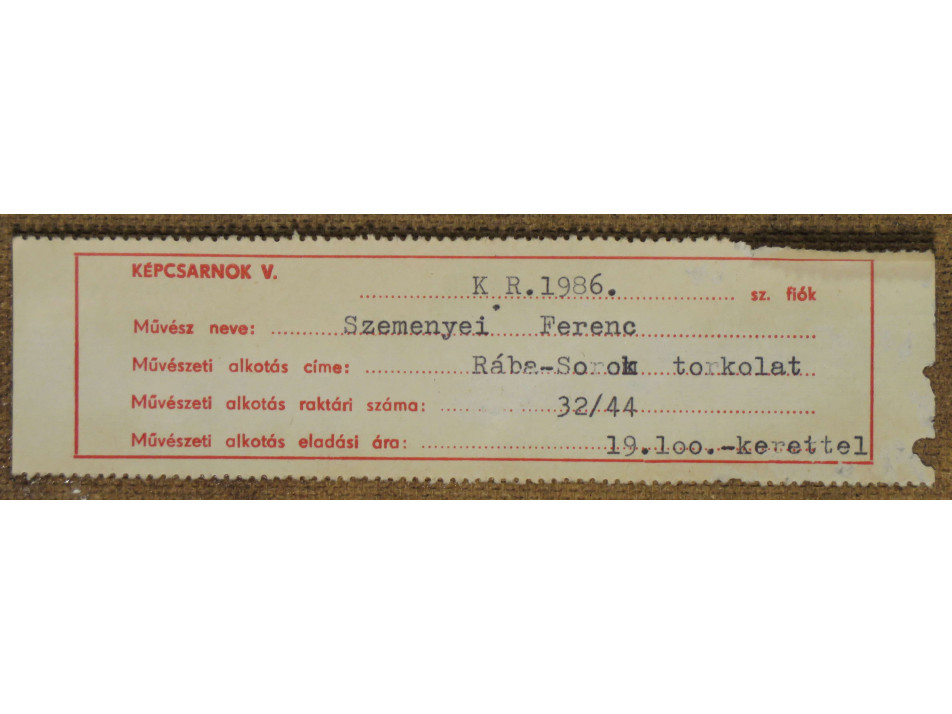 KÉPCSARNOK V.
K R.1986. sz. fiók
Művész neve: Szemenyei Ferenc
Művészeti alkotás címe: Rába-Sorok torkolat
Művészeti alkotás raktári száma: 32/44
Művészeti alkotás eladási ára: 19.1oo.-kerettel